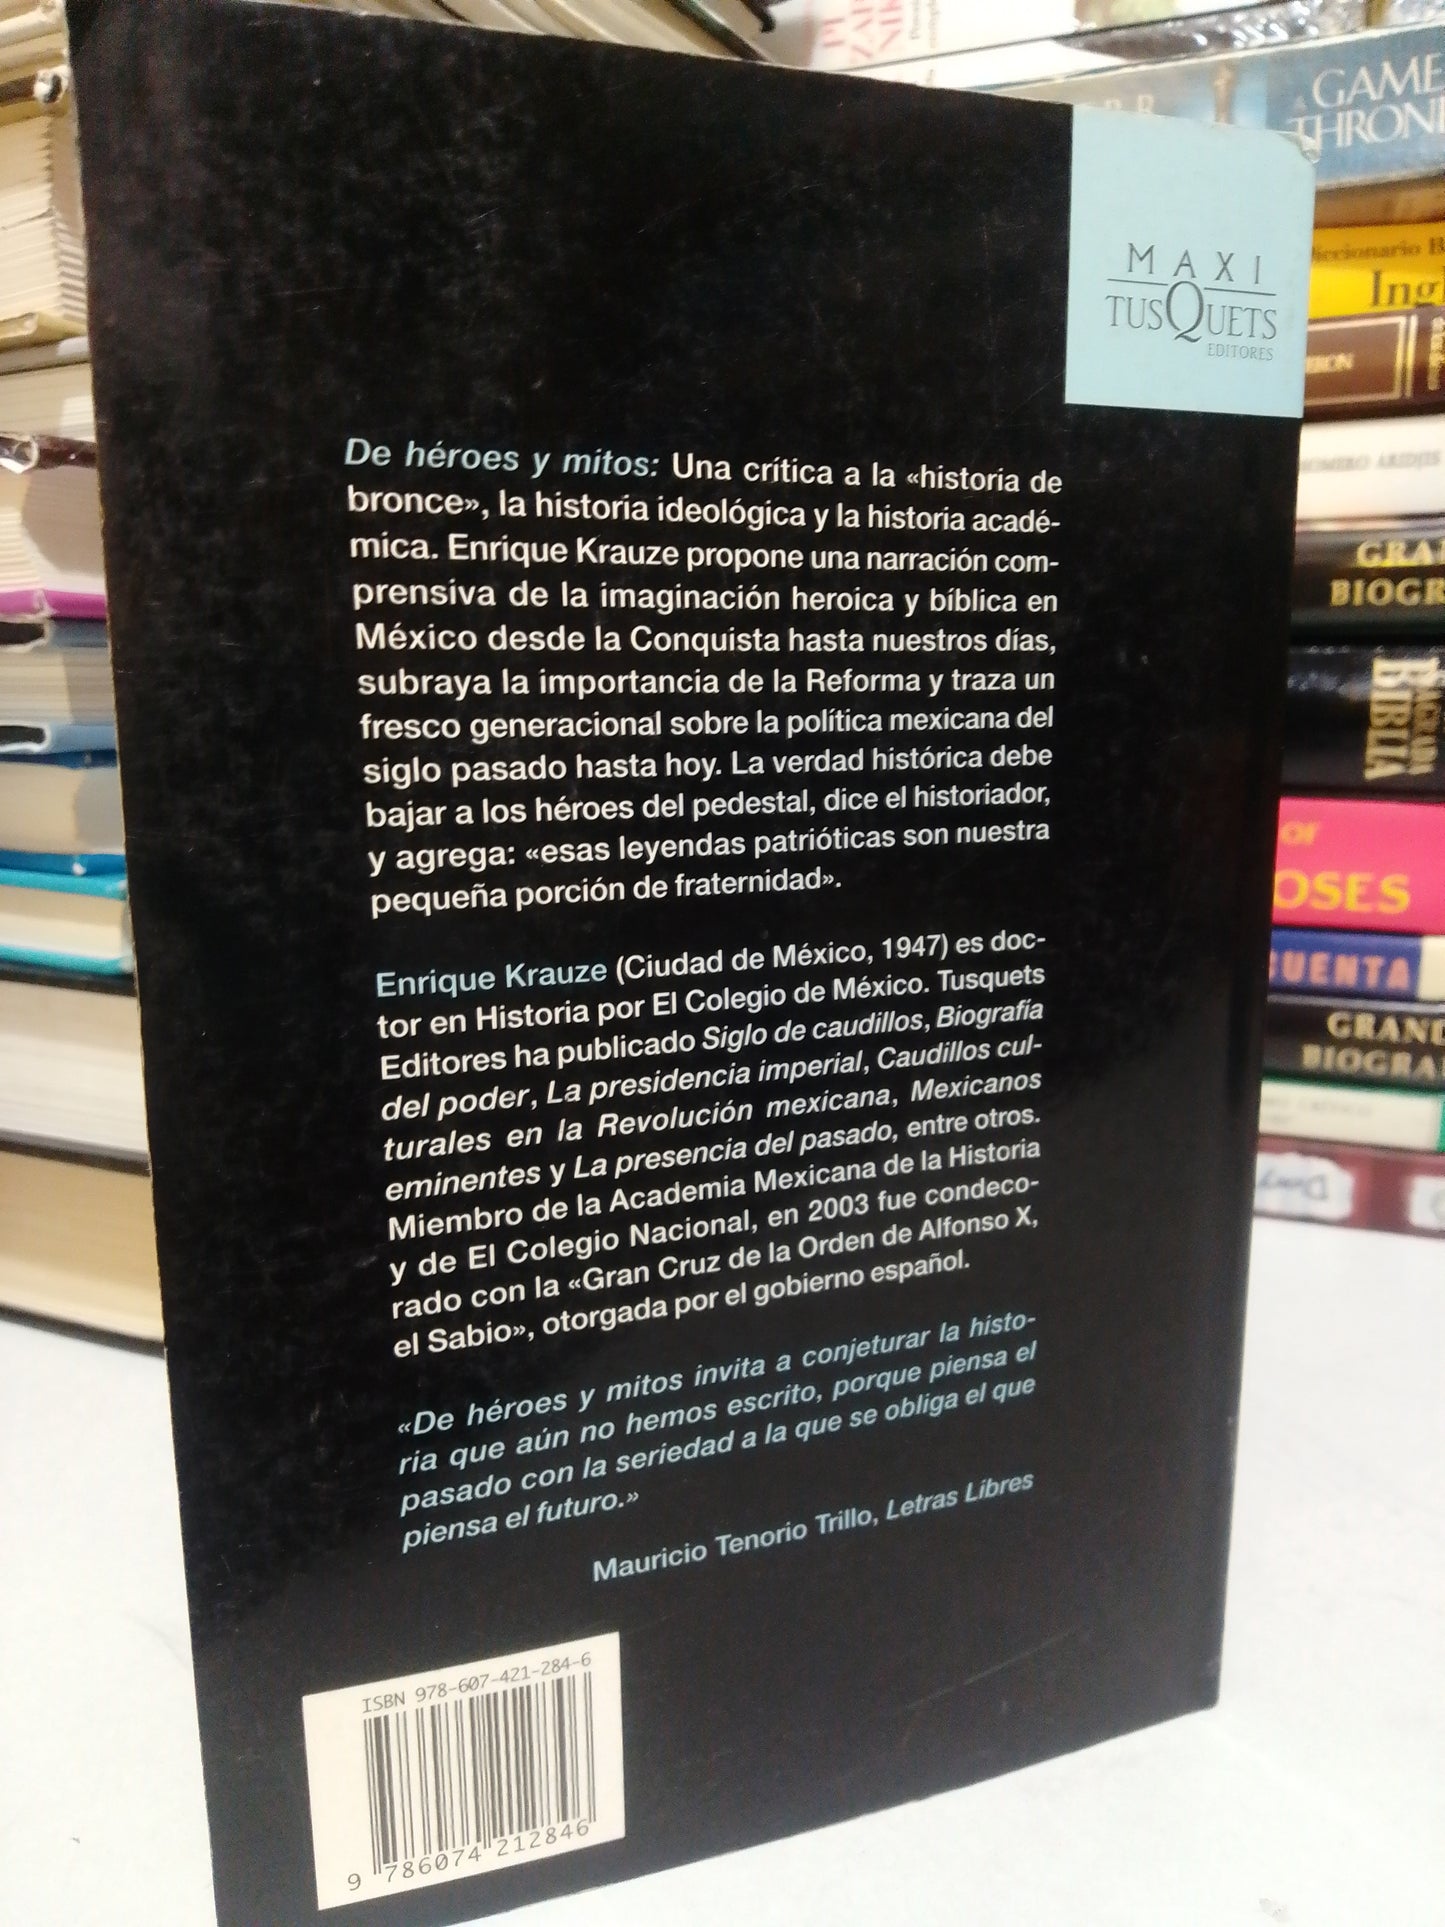 MAXI
TUSQUETS
EDITORES
De héroes y mitos: Una crítica a la «historia de
bronce», la historia ideológica y la historia acadé-
mica. Enrique Krauze propone una narración com-
prensiva de la imaginación heroica y bíblica en
México desde la Conquista hasta nuestros días,
subraya la importancia de la Reforma y traza un
fresco generacional sobre la política mexicana del
siglo pasado hasta hoy. La verdad histórica debe
bajar a los héroes del pedestal, dice el historiador,
y agrega: «esas leyendas patrióticas son nuestra
pequeña porción de fraternidad».
Enrique Krauze (Ciudad de México, 1947) es doc-
tor en Historia por El Colegio de México. Tusquets
Editores ha publicado Siglo de caudillos, Biografía
del poder, La presidencia imperial, Caudillos cul-
turales en la Revolución mexicana, Mexicanos
eminentes y La presencia del pasado, entre otros.
Miembro de la Academia Mexicana de la Historia
y de El Colegio Nacional, en 2003 fue condeco-
rado con la «Gran Cruz de la Orden de Alfonso X,
el Sabio», otorgada por el gobierno español.
«De héroes y mitos invita a conjeturar la histo-
ria que aún no hemos escrito, porque piensa el
pasado con la seriedad a la que se obliga el que
piensa el futuro.»
Mauricio Tenorio Trillo, Letras Libres
ISBN 978-607-421-284-6
9 786074 212846
A GAME
THRON
Ingl
HOMERO ARIDJIS
GRA
BIOGR
SAGRADA
BIBLIA
OF
OSES
CUENTA
GRAND
BIOGRA